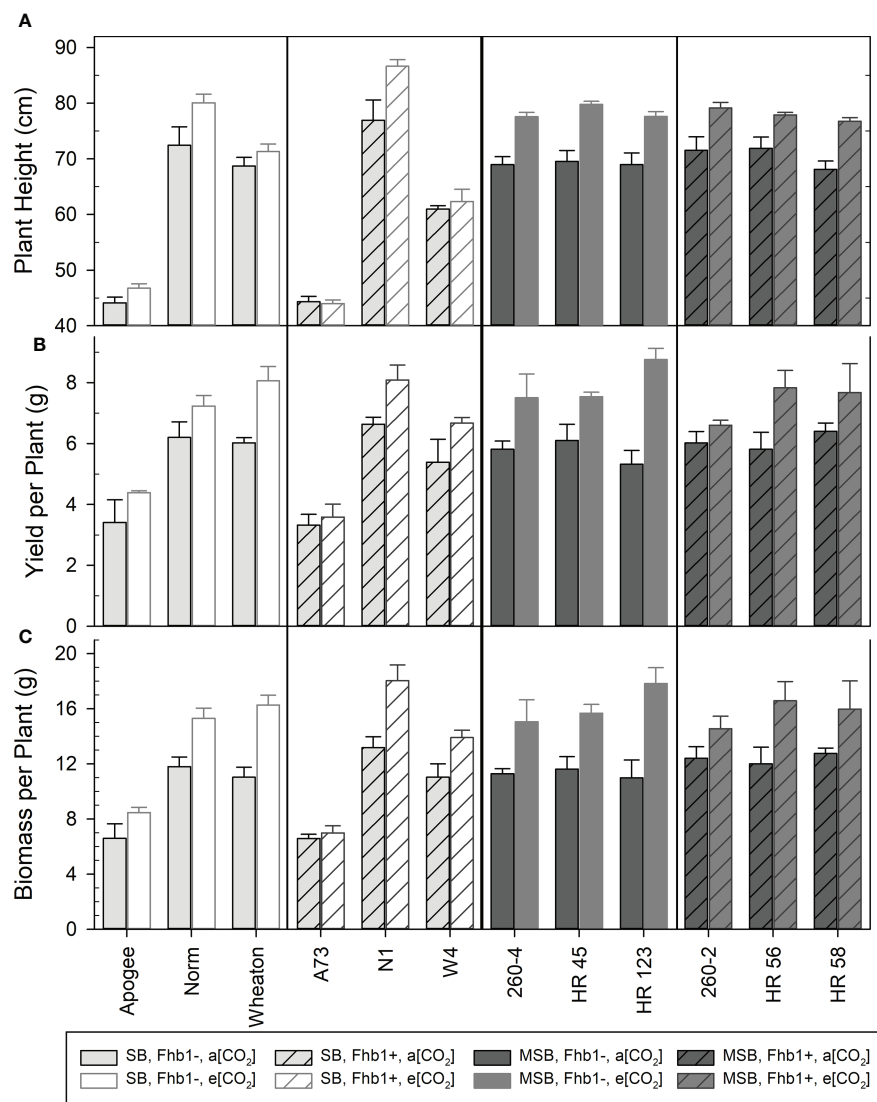 A
Plant Height (cm)
90
80
70
60
50
40
B
Yield per Plant (g)
8
6
4
2
0
C
Biomass per Plant (g)
20
16
12
8
4
0
Apogee
Norm
Wheaton
A73
N1
W4
260-4
HR 45
HR 123
260-2
HR 56
HR 58
SB, Fhb1-, a[CO₂]
SB, Fhb1+, a[CO₂]
MSB, Fhb1-, a[CO₂]
MSB, Fhb1+, a[CO₂]
SB, Fhb1-, e[CO₂]
SB, Fhb1+, e[CO₂]
MSB, Fhb1-, e[CO₂]
MSB, Fhb1+, e[CO₂]